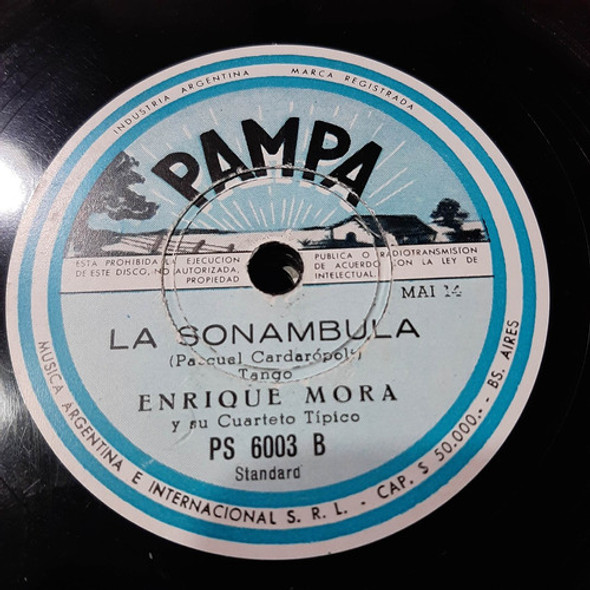 INDUSTRIA ARGENTINA MARCA REGISTRADA
PAMPA
ESTA PROHIBIDA LA EJECUCION PUBLICA O RADIOTRANSMISION
DE ESTE DISCO, NO AUTORIZADA, DE ACUERDO CON LA LEY DE
PROPIEDAD INTELECTUAL.
MAI 14
LA SONAMBULA
(Pascual Cardarópoli)
Tango
ENRIQUE MORA
y su Cuarteto Típico
PS 6003 B
Standard
MUSICA ARGENTINA E INTERNACIONAL S. R. L. - CAP. $ 50.000.- BS. AIRES